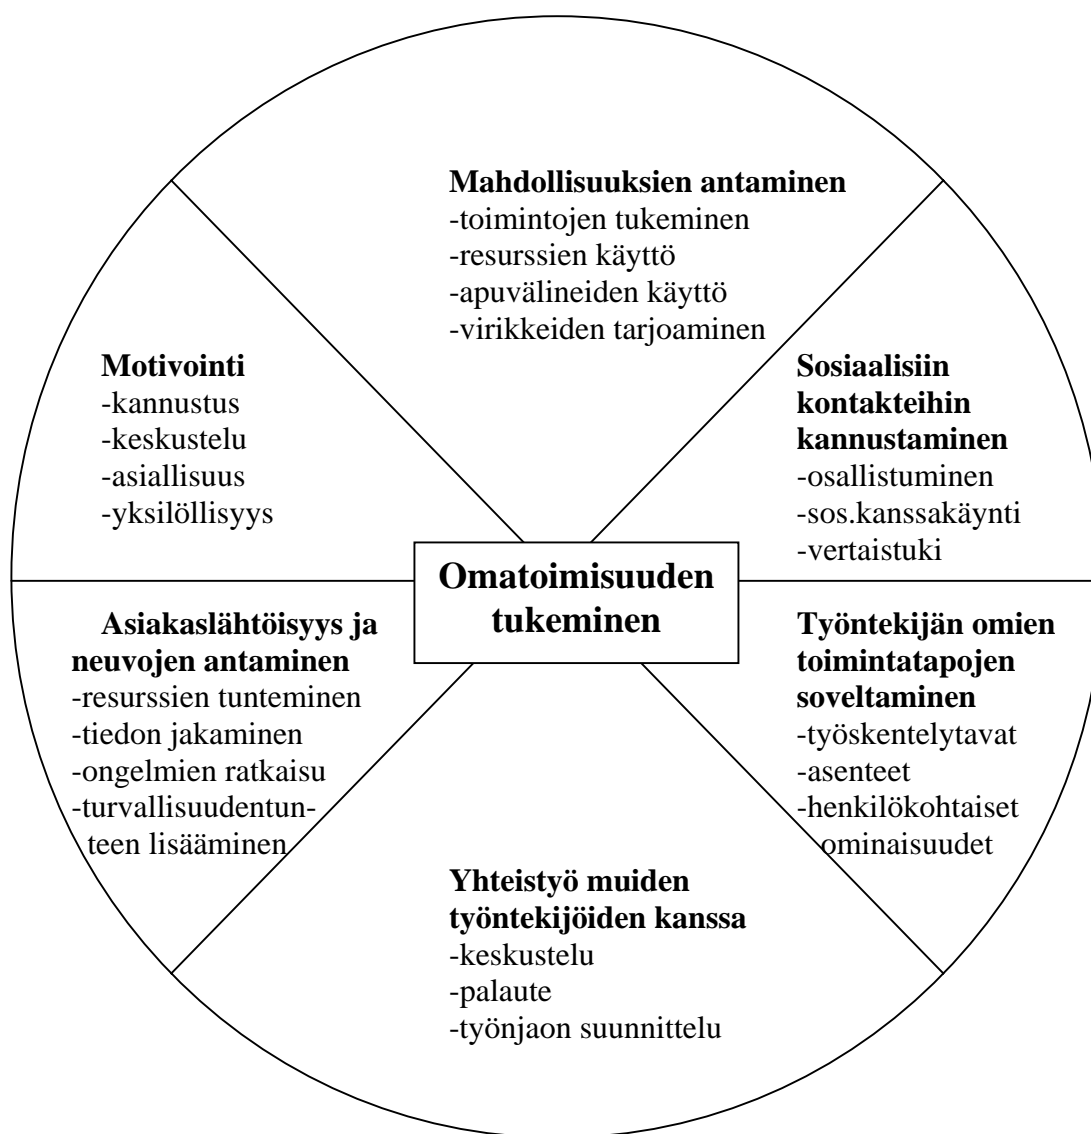 Mahdollisuuksien antaminen
-toimintojen tukeminen
-resurssien käyttö
-apuvälineiden käyttö
-virikkeiden tarjoaminen
Motivointi
-kannustus
-keskustelu
-asiallisuus
-yksilöllisyys
Sosiaalisiin
kontakteihin
kannustaminen
-osallistuminen
-sos.kanssakäynti
-vertaistuki
Omatoimisuuden
tukeminen
Asiakaslähtöisyys ja
neuvojen antaminen
-resurssien tunteminen
-tiedon jakaminen
-ongelmien ratkaisu
-turvallisuudentun-
teen lisääminen
Työntekijän omien
toimintatapojen
soveltaminen
-työskentelytavat
-asenteet
-henkilökohtaiset
ominaisuudet
Yhteistyö muiden
työntekijöiden kanssa
-keskustelu
-palaute
-työnjaon suunnittelu